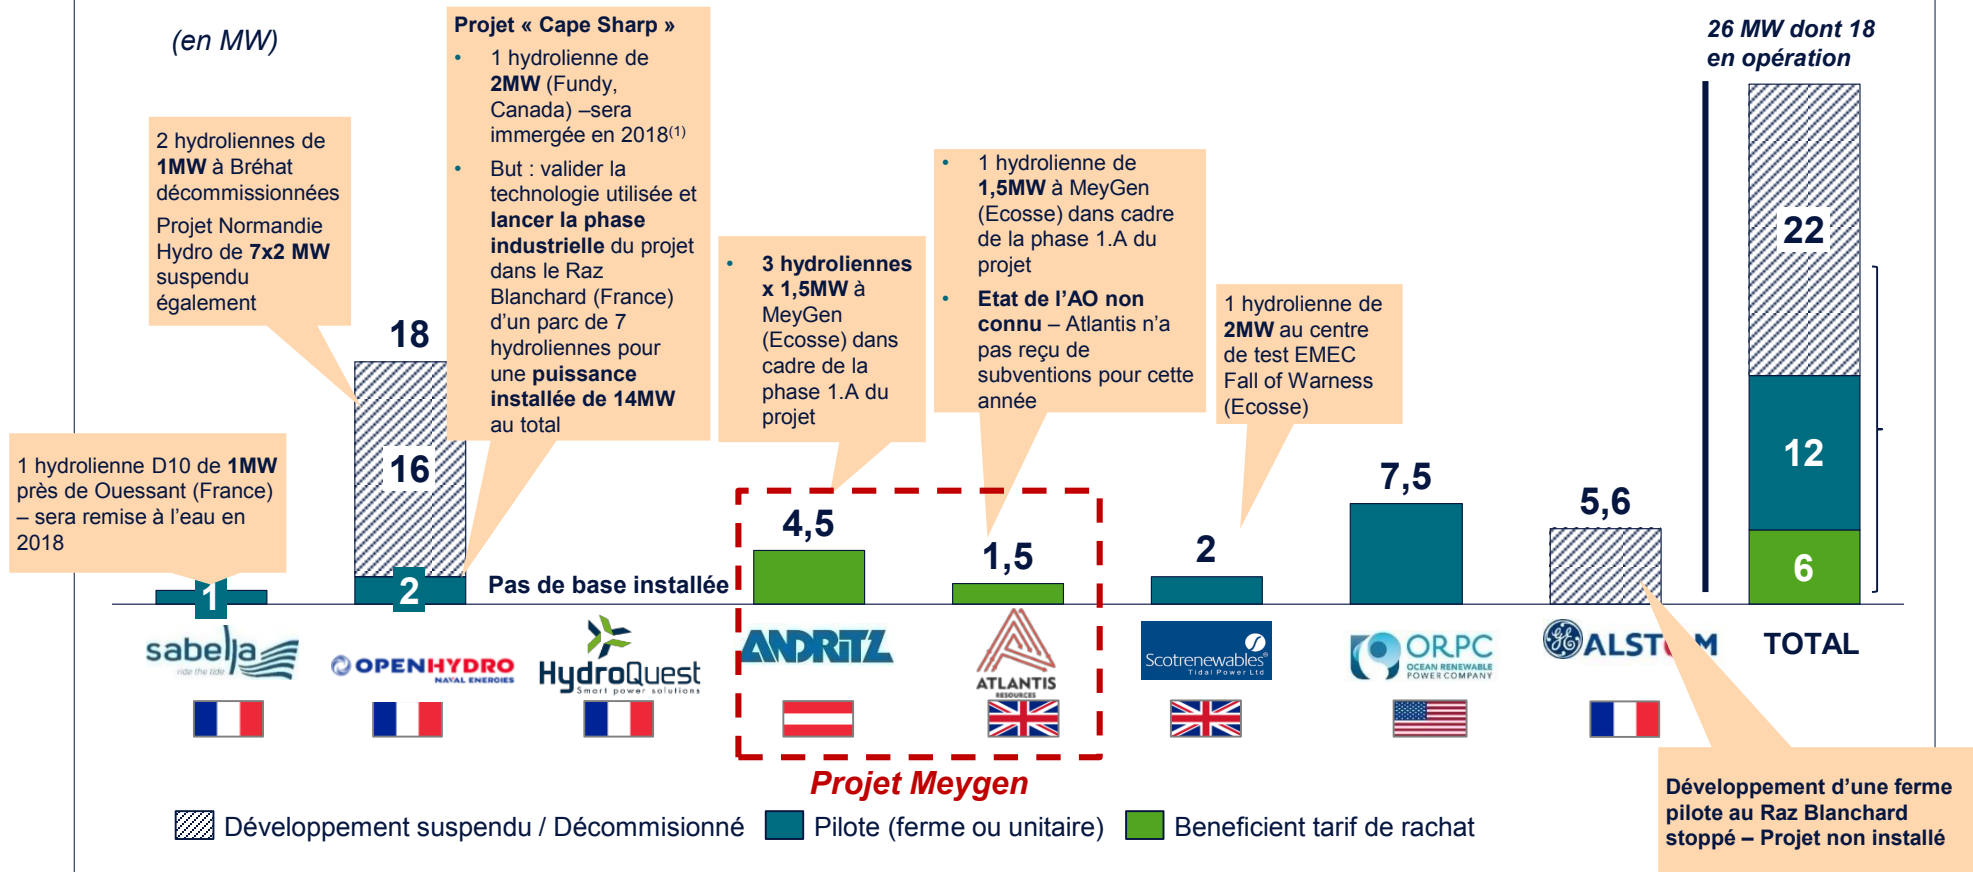 (en MW)
26 MW dont 18
en opération
Projet « Cape Sharp »
• 1 hydrolienne de
2MW (Fundy,
Canada) –sera
immergée en 2018(1)
• But : valider la
technologie utilisée et
lancer la phase
industrielle du projet
dans le Raz
Blanchard (France)
d’un parc de 7
hydroliennes pour
une puissance
installée de 14MW
au total
2 hydroliennes de
1MW à Bréhat
décommissionnées
Projet Normandie
Hydro de 7x2 MW
suspendu
également
• 3 hydroliennes
x 1,5MW à
MeyGen
(Ecosse) dans
cadre de la
phase 1.A du
projet
• 1 hydrolienne de
1,5MW à MeyGen
(Ecosse) dans cadre
de la phase 1.A du
projet
• Etat de l’AO non
connu – Atlantis n’a
pas reçu de
subventions pour cette
année
1 hydrolienne de
2MW au centre
de test EMEC
Fall of Warness
(Ecosse)
1 hydrolienne D10 de 1MW
près de Ouessant (France)
– sera remise à l’eau en
2018
18
16
2
1
Pas de base installée
4,5
1,5
2
7,5
5,6
22
12
6
sabella
ride the tide
OPENHYDRO
NAVAL ENERGIES
HydroQuest
Smart power solutions
ANDRITZ
ATLANTIS
RESOURCES
Scotrenewables®
Tidal Power Ltd
ORPC
OCEAN RENEWABLE
POWER COMPANY
GE ALSTOM
TOTAL
Projet Meygen
Développement d’une ferme
pilote au Raz Blanchard
stoppé – Projet non installé
Développement suspendu / Décommisionné
Pilote (ferme ou unitaire)
Beneficient tarif de rachat